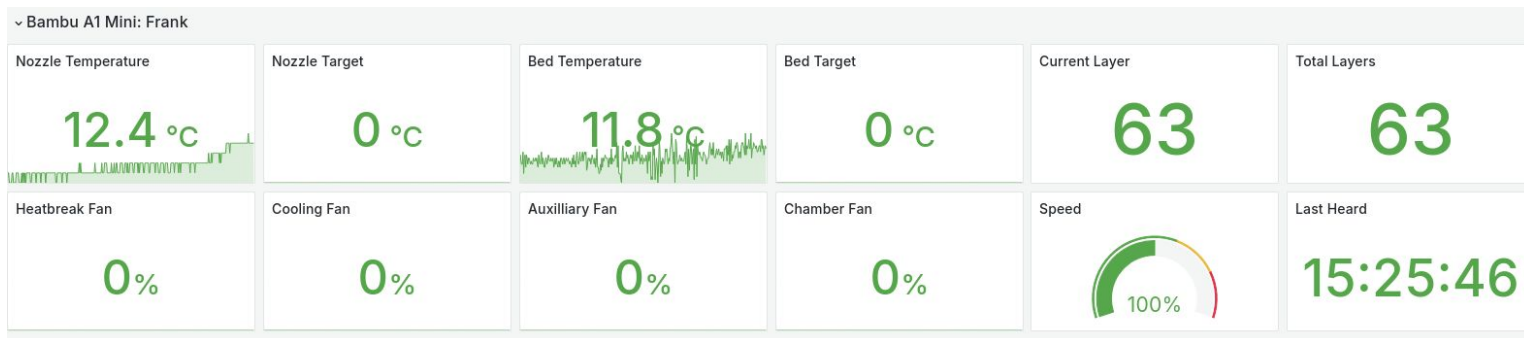 Bambu A1 Mini: Frank
Nozzle Temperature
12.4 °C
Nozzle Target
0 °C
Bed Temperature
11.8 °C
Bed Target
0 °C
Current Layer
63
Total Layers
63
Heatbreak Fan
0%
Cooling Fan
0%
Auxilliary Fan
0%
Chamber Fan
0%
Speed
100%
Last Heard
15:25:46